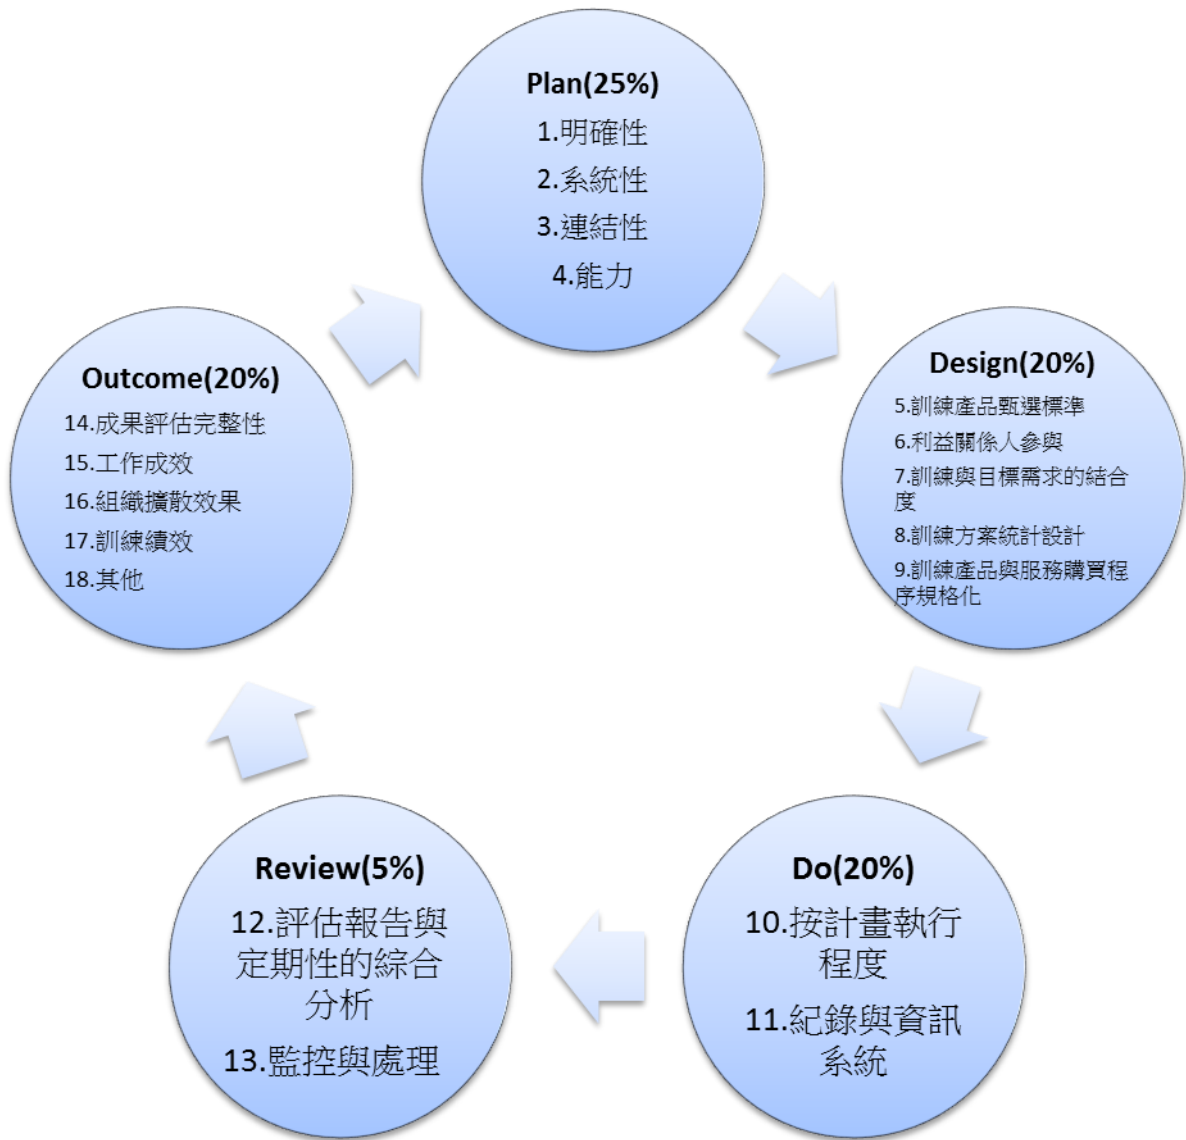 Plan(25%)
1.明確性
2.系統性
3.連結性
4.能力
Design(20%)
5.訓練產品甄選標準
6.利益關係人參與
7.訓練與目標需求的結合
度
8.訓練方案統計設計
9.訓練產品與服務購買程
序規格化
Do(20%)
10.按計畫執行
程度
11.紀錄與資訊
系統
Review(5%)
12.評估報告與
定期性的綜合
分析
13.監控與處理
Outcome(20%)
14.成果評估完整性
15.工作成效
16.組織擴散效果
17.訓練績效
18.其他